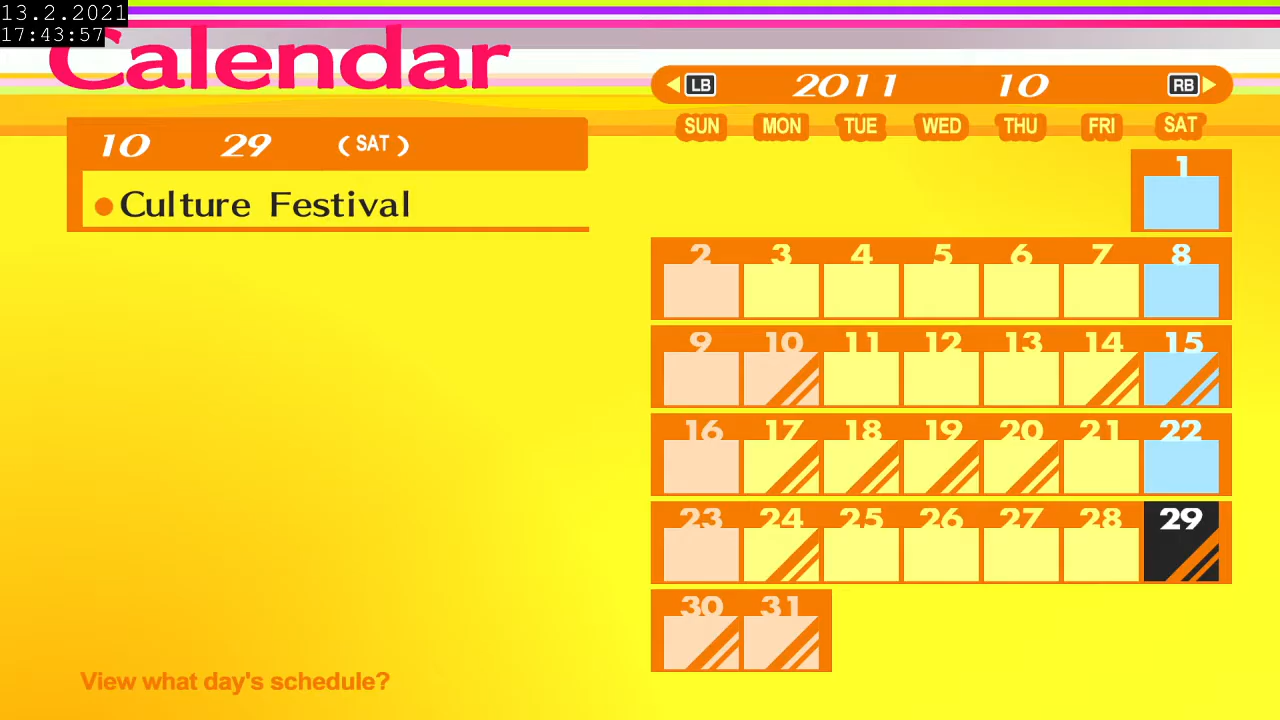 13.2.2021
17:43:57
Calendar
LB 2011 10 RB
10 29 (SAT)
Culture Festival
SUN MON TUE WED THU FRI SAT
1
2 3 4 5 6 7 8
9 10 11 12 13 14 15
16 17 18 19 20 21 22
23 24 25 26 27 28 29
30 31
View what day's schedule?